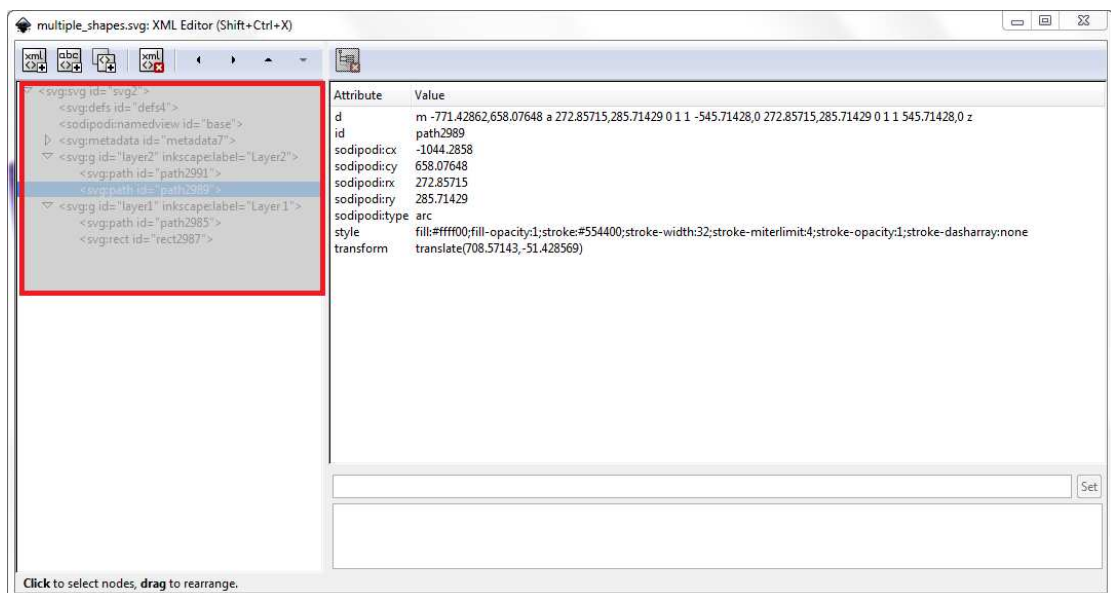 multiple_shapes.svg: XML Editor (Shift+Ctrl+X)
xml abc xml
<svg:svg id="svg2">
<svg:defs id="defs4">
<sodipodi:namedview id="base">
<svg:metadata id="metadata7">
<svg:g id="layer2" inkscape:label="Layer2">
<svg:path id="path2991">
<svg:path id="path2989">
<svg:g id="layer1" inkscape:label="Layer 1">
<svg:path id="path2985">
<svg:rect id="rect2987">
Attribute Value
d m -771.42862,658.07648 a 272.85715,285.71429 0 1 1 -545.71428,0 272.85715,285.71429 0 1 1 545.71428,0 z
id path2989
sodipodi:cx -1044.2858
sodipodi:cy 658.07648
sodipodi:rx 272.85715
sodipodi:ry 285.71429
sodipodi:type arc
style fill:#ffff00;fill-opacity:1;stroke:#554400;stroke-width:32;stroke-miterlimit:4;stroke-opacity:1;stroke-dasharray:none
transform translate(708.57143,-51.428569)
Set
Click to select nodes, drag to rearrange.